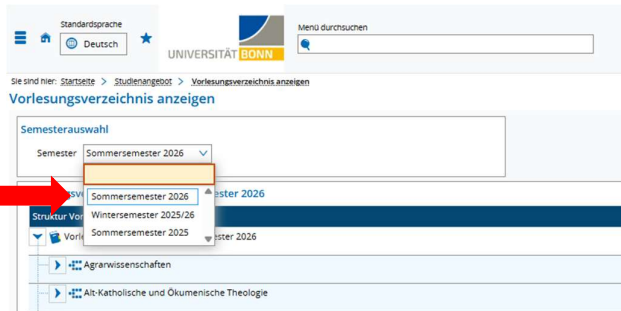 Standardsprache
Deutsch
UNIVERSITÄT BONN
Menü durchsuchen
Sie sind hier: Startseite > Studienangebot > Vorlesungsverzeichnis anzeigen
Vorlesungsverzeichnis anzeigen
Semesterauswahl
Semester Sommersemester 2026
ester 2026
Sommersemester 2026
Struktur Vor
Wintersemester 2025/26
Sommersemester 2025
Vorl ester 2026
Agrarwissenschaften
Alt-Katholische und Ökumenische Theologie